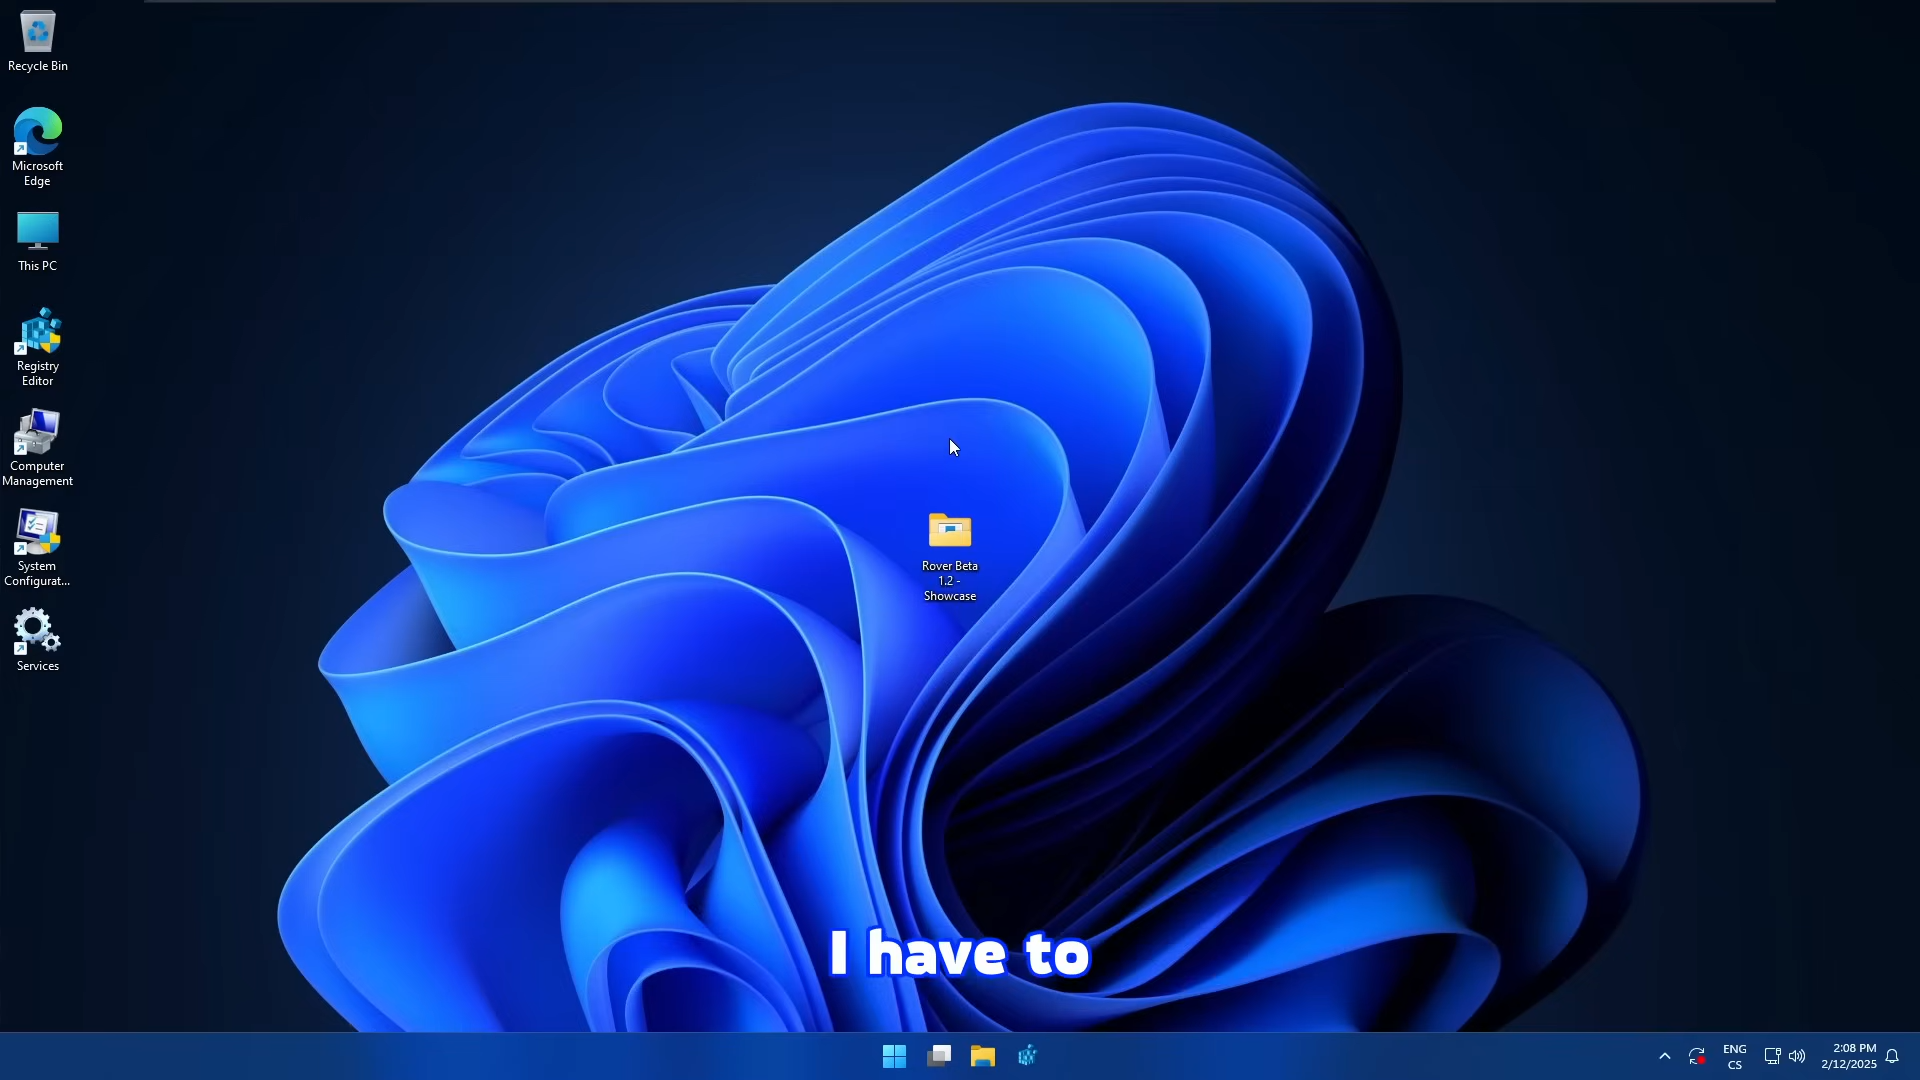 Recycle Bin
Microsoft
Edge
This PC
Registry
Editor
Computer
Management
System
Configurat...
Services
Rover Beta
1.2 -
Showcase
I have to
ENG
CS
2:08 PM
2/12/2025